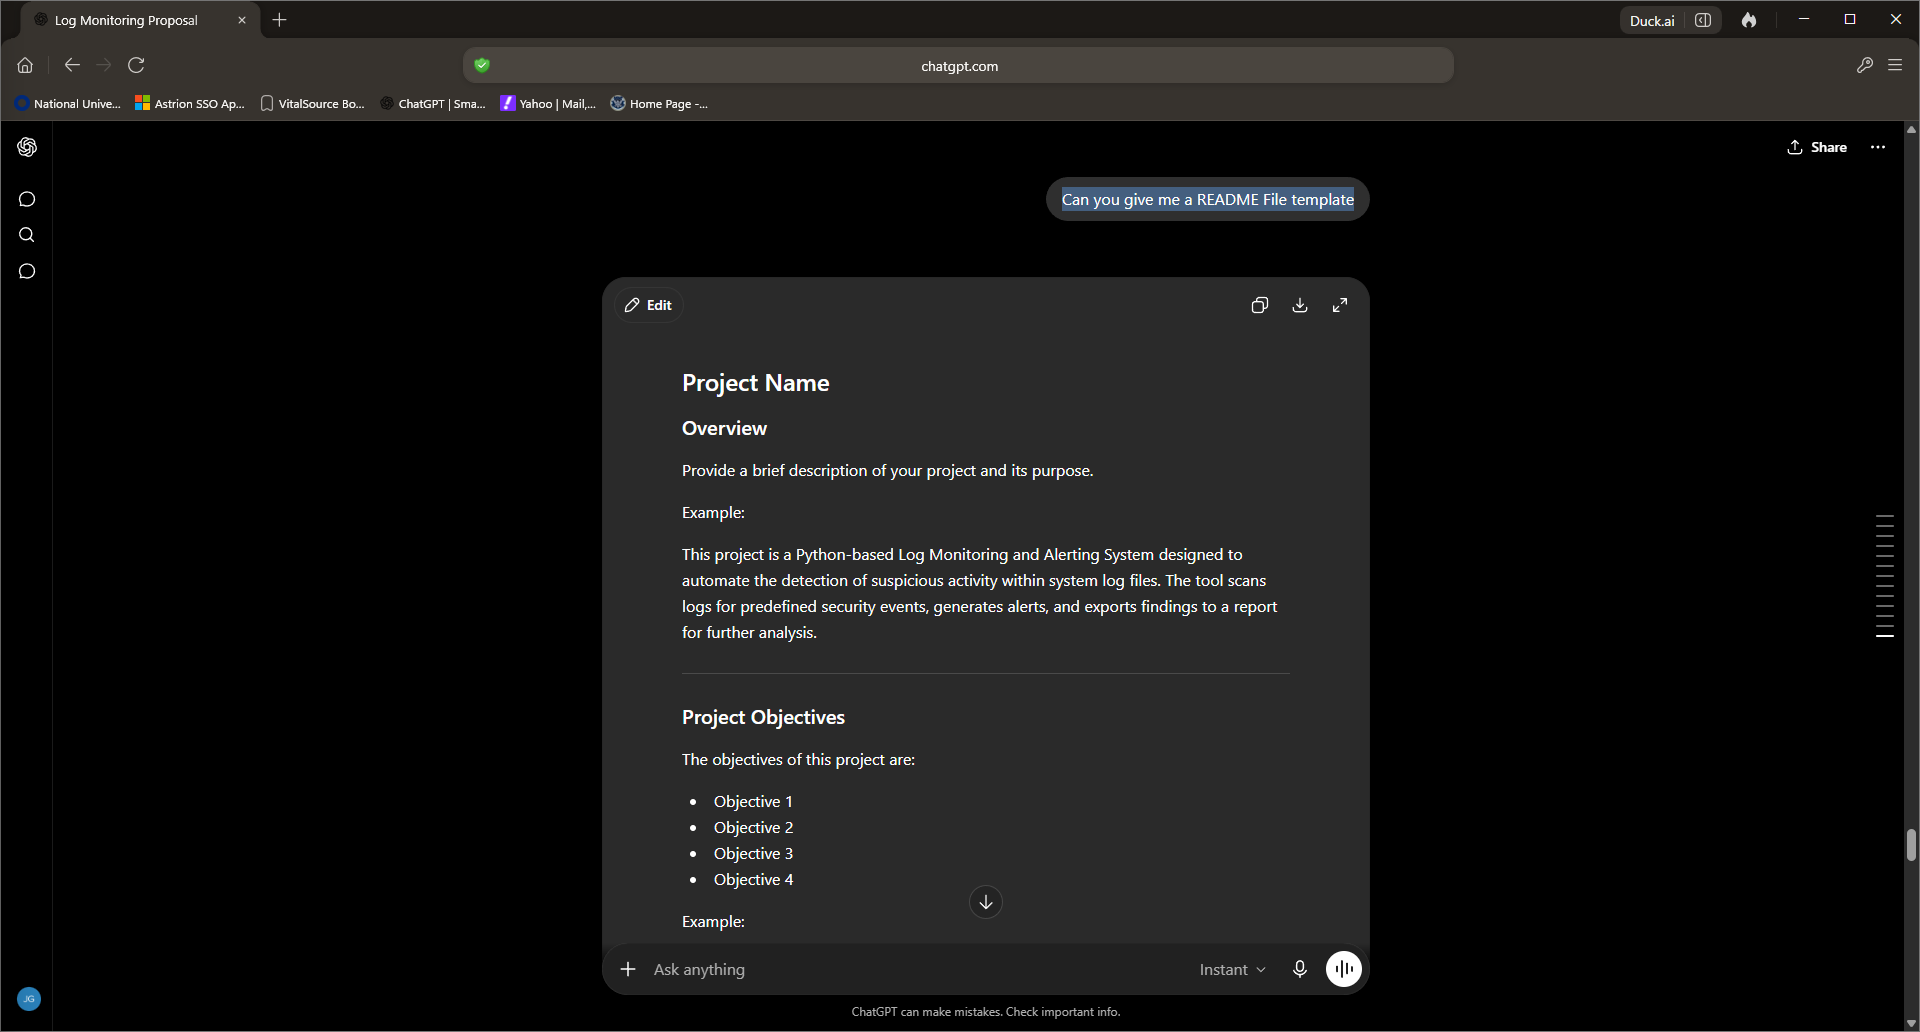 Log Monitoring Proposal
Duck.ai
chatgpt.com
National Unive...
Astrion SSO Ap...
VitalSource Bo...
ChatGPT | Sma...
Yahoo | Mail,...
Home Page -...
Share
Can you give me a README File template
Edit
Project Name
Overview
Provide a brief description of your project and its purpose.
Example:
This project is a Python-based Log Monitoring and Alerting System designed to
automate the detection of suspicious activity within system log files. The tool scans
logs for predefined security events, generates alerts, and exports findings to a report
for further analysis.
Project Objectives
The objectives of this project are:
• Objective 1
• Objective 2
• Objective 3
• Objective 4
Example:
Ask anything
Instant
JG
ChatGPT can make mistakes. Check important info.